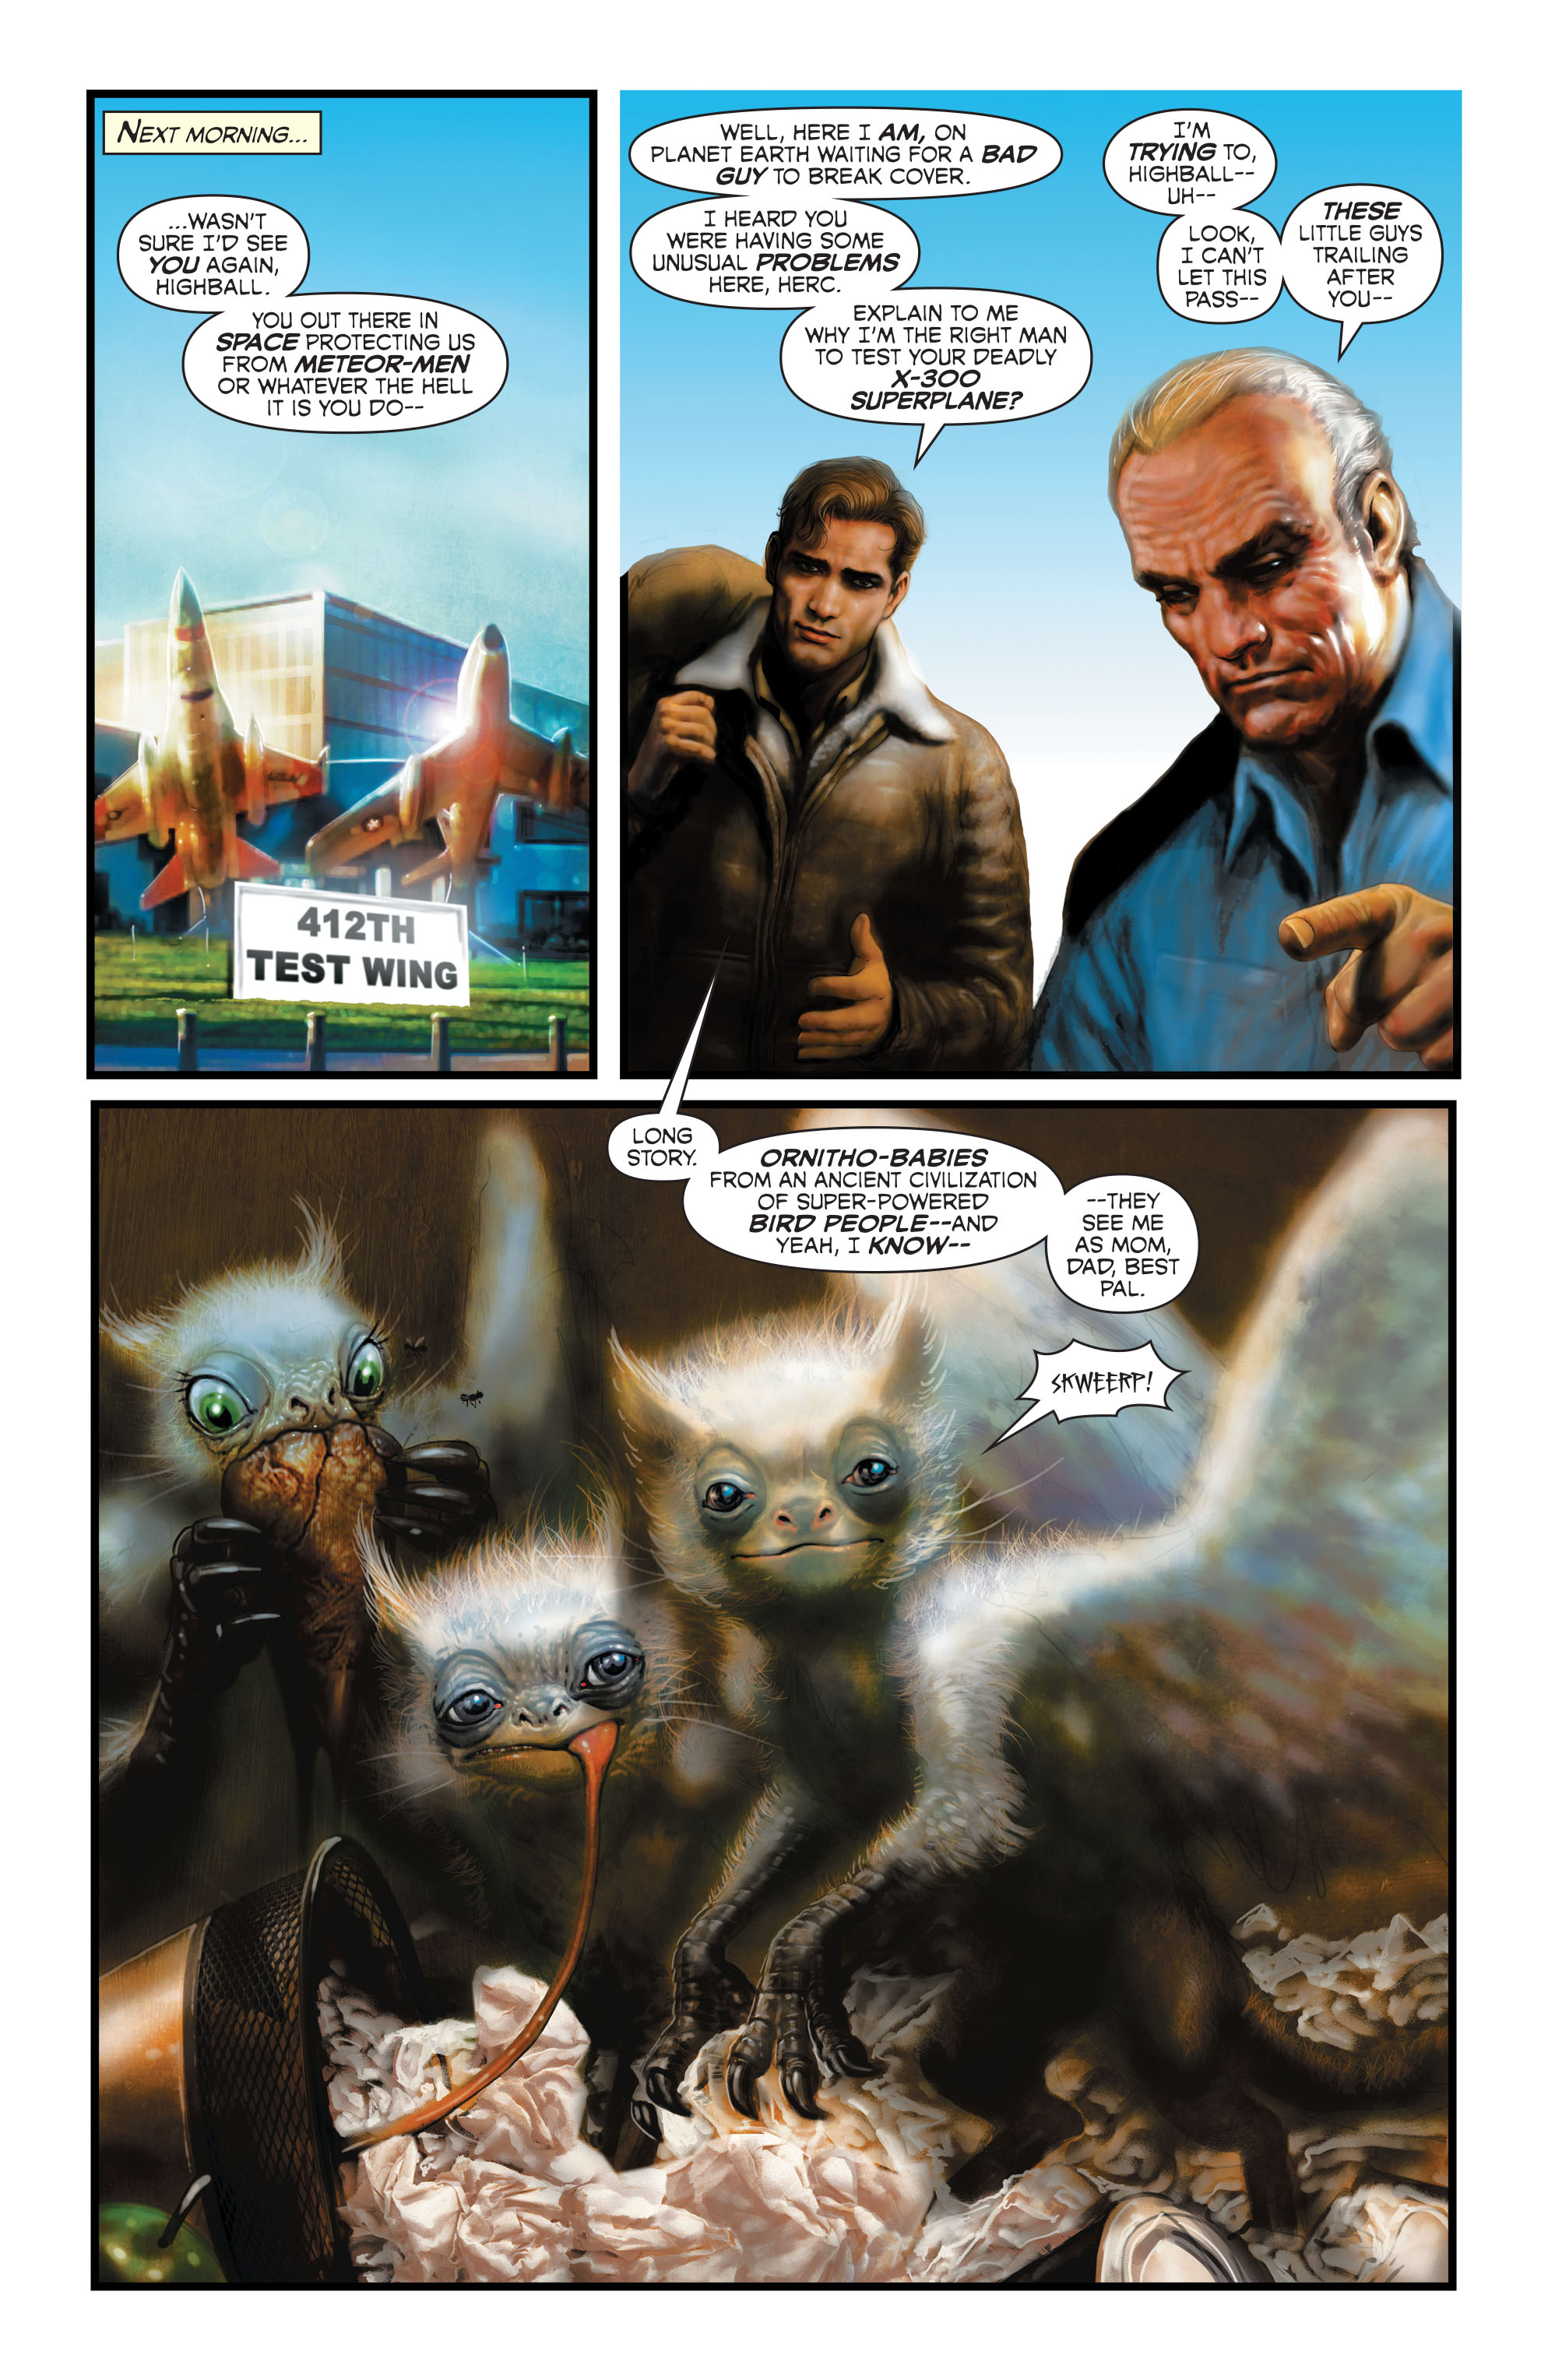 NEXT MORNING...
...WASN'T
SURE I'D SEE
YOU AGAIN,
HIGHBALL.
YOU OUT THERE IN
SPACE PROTECTING US
FROM METEOR-MEN
OR WHATEVER THE HELL
IT IS YOU DO--
412TH
TEST WING
WELL, HERE I AM, ON
PLANET EARTH WAITING FOR A BAD
GUY TO BREAK COVER.
I HEARD YOU
WERE HAVING SOME
UNUSUAL PROBLEMS
HERE, HERC.
EXPLAIN TO ME
WHY I'M THE RIGHT MAN
TO TEST YOUR DEADLY
X-300
SUPERPLANE?
I'M
TRYING TO,
HIGHBALL--
UH--
LOOK,
I CAN'T
LET THIS
PASS--
THESE
LITTLE GUYS
TRAILING
AFTER
YOU--
LONG
STORY.
ORNITHO-BABIES
FROM AN ANCIENT CIVILIZATION
OF SUPER-POWERED
BIRD PEOPLE--AND
YEAH, I KNOW--
--THEY
SEE ME
AS MOM,
DAD, BEST
PAL.
SKWEERP!